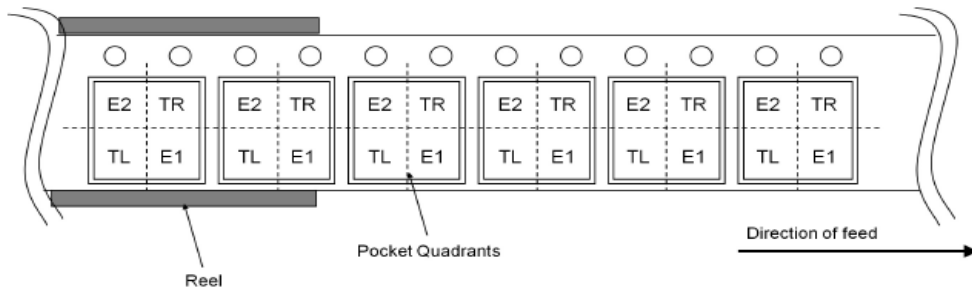 E2 TR E2 TR E2 TR E2 TR E2 TR E2 TR
TL E1 TL E1 TL E1 TL E1 TL E1 TL E1
Direction of feed
Pocket Quadrants
Reel